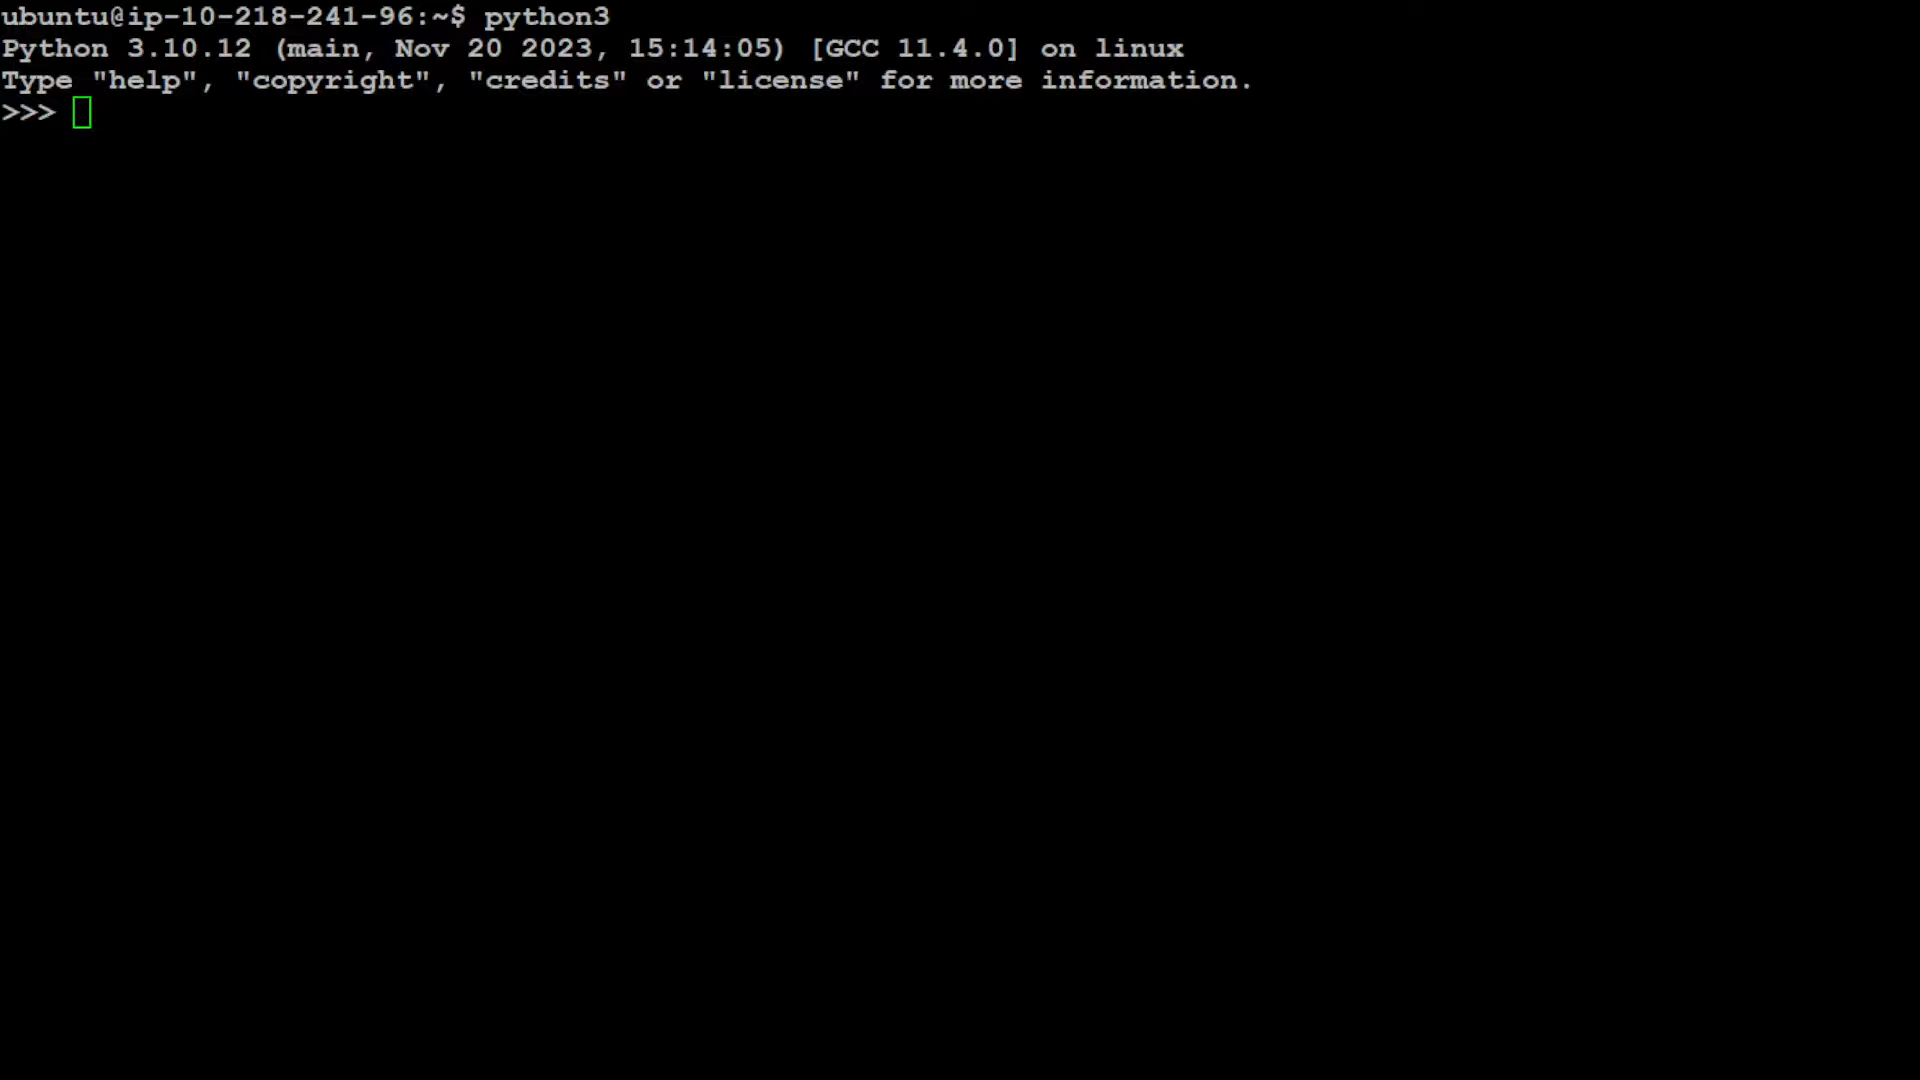 ubuntu@ip-10-218-241-96:~$ python3
Python 3.10.12 (main, Nov 20 2023, 15:14:05) [GCC 11.4.0] on linux
Type "help", "copyright", "credits" or "license" for more information.
>>>